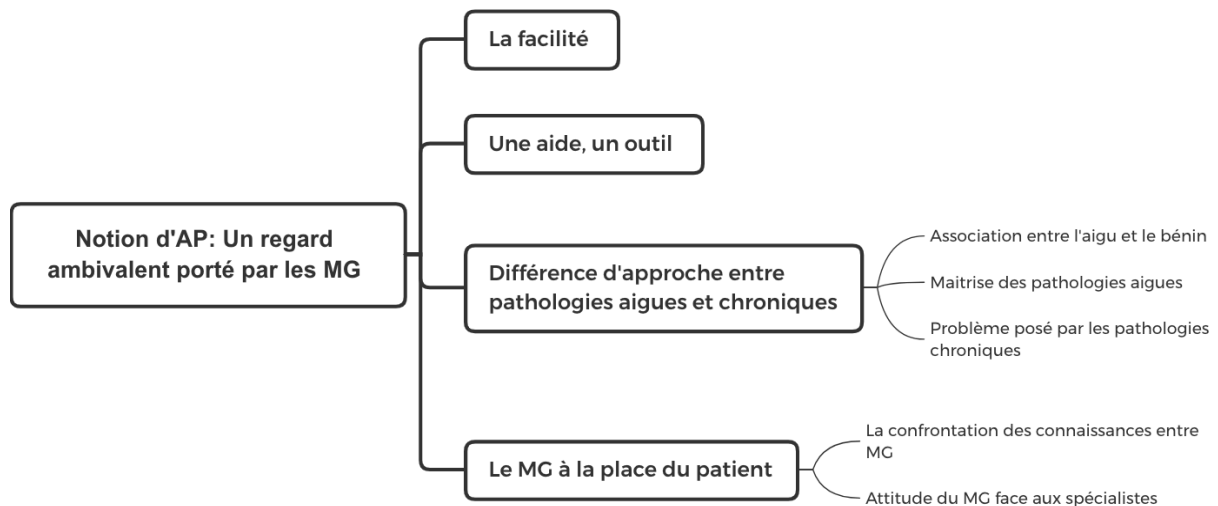 La facilité
Une aide, un outil
Notion d'AP: Un regard
ambivalent porté par les MG
Différence d'approche entre
pathologies aigues et chroniques
Association entre l'aigu et le bénin
Maitrise des pathologies aigues
Problème posé par les pathologies
chroniques
Le MG à la place du patient
La confrontation des connaissances entre
MG
Attitude du MG face aux spécialistes